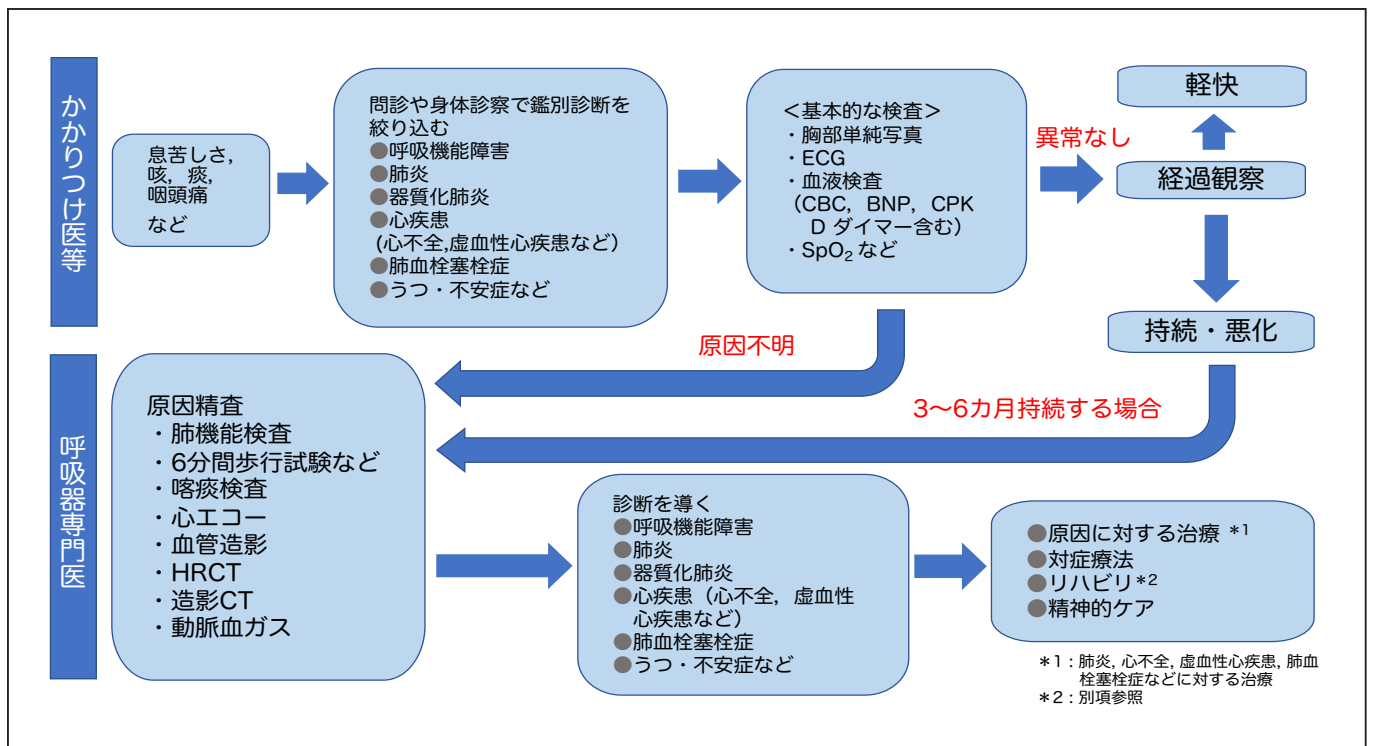 かかりつけ医等
息苦しさ,
咳，痰,
咽頭痛
など
問診や身体診察で鑑別診断を
絞り込む
●呼吸機能障害
●肺炎
●器質化肺炎
●心疾患
(心不全,虚血性心疾患など）
●肺血栓塞栓症
●うつ・不安症など
＜基本的な検査＞
・胸部単純写真
・ECG
・血液検査
（CBC，BNP，CPK
D ダイマー含む）
・SpO₂ など
異常なし
軽快
経過観察
持続・悪化
原因不明
3〜6カ月持続する場合
呼吸器専門医
原因精査
・肺機能検査
・6分間歩行試験など
・喀痰検査
・心エコー
・血管造影
・HRCT
・造影CT
・動脈血ガス
診断を導く
●呼吸機能障害
●肺炎
●器質化肺炎
●心疾患（心不全，虚血性
心疾患など）
●肺血栓塞栓症
●うつ・不安症など
●原因に対する治療 *1
●対症療法
●リハビリ*2
●精神的ケア
＊1：肺炎, 心不全, 虚血性心疾患, 肺血
栓塞栓症などに対する治療
＊2：別項参照